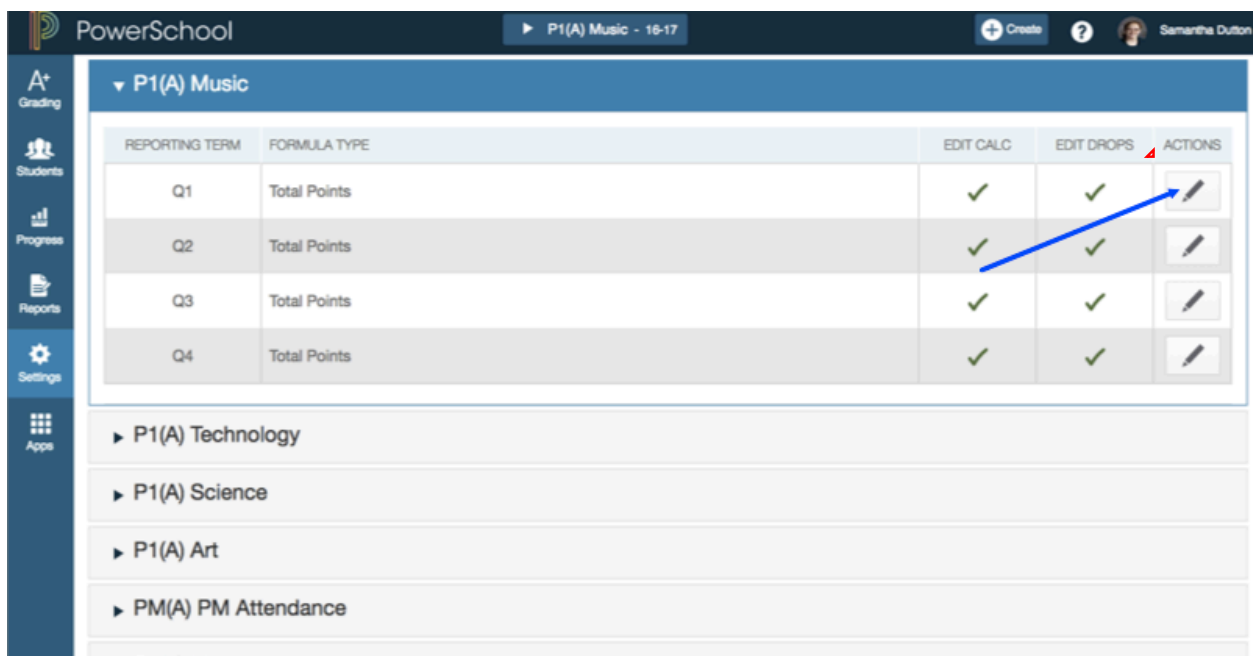 PowerSchool
P1(A) Music - 16-17
Create
?
Samantha Dutton
A+
Grading
Students
Progress
Reports
Settings
Apps
P1(A) Music
REPORTING TERM FORMULA TYPE EDIT CALC EDIT DROPS ACTIONS
Q1 Total Points
Q2 Total Points
Q3 Total Points
Q4 Total Points
P1(A) Technology
P1(A) Science
P1(A) Art
PM(A) PM Attendance